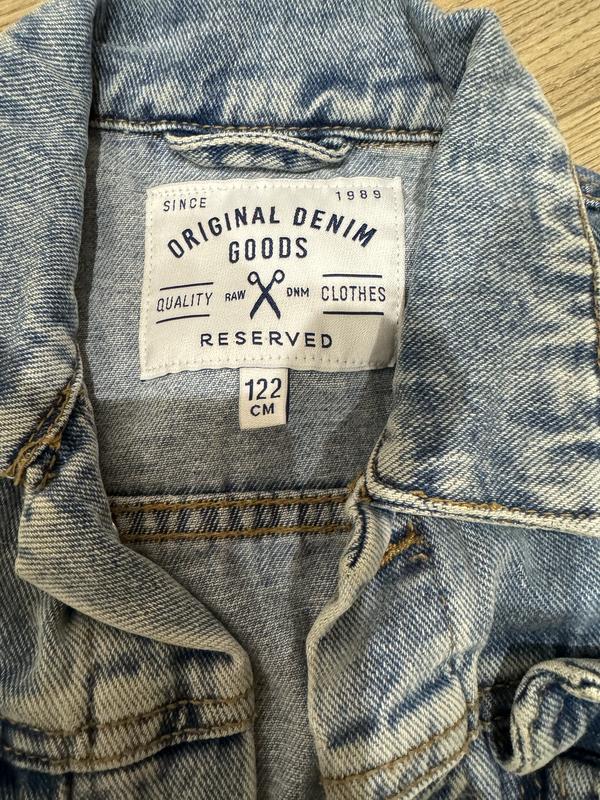 SINCE 1989
ORIGINAL DENIM
GOODS
QUALITY RAW DNM CLOTHES
RESERVED
122
CM